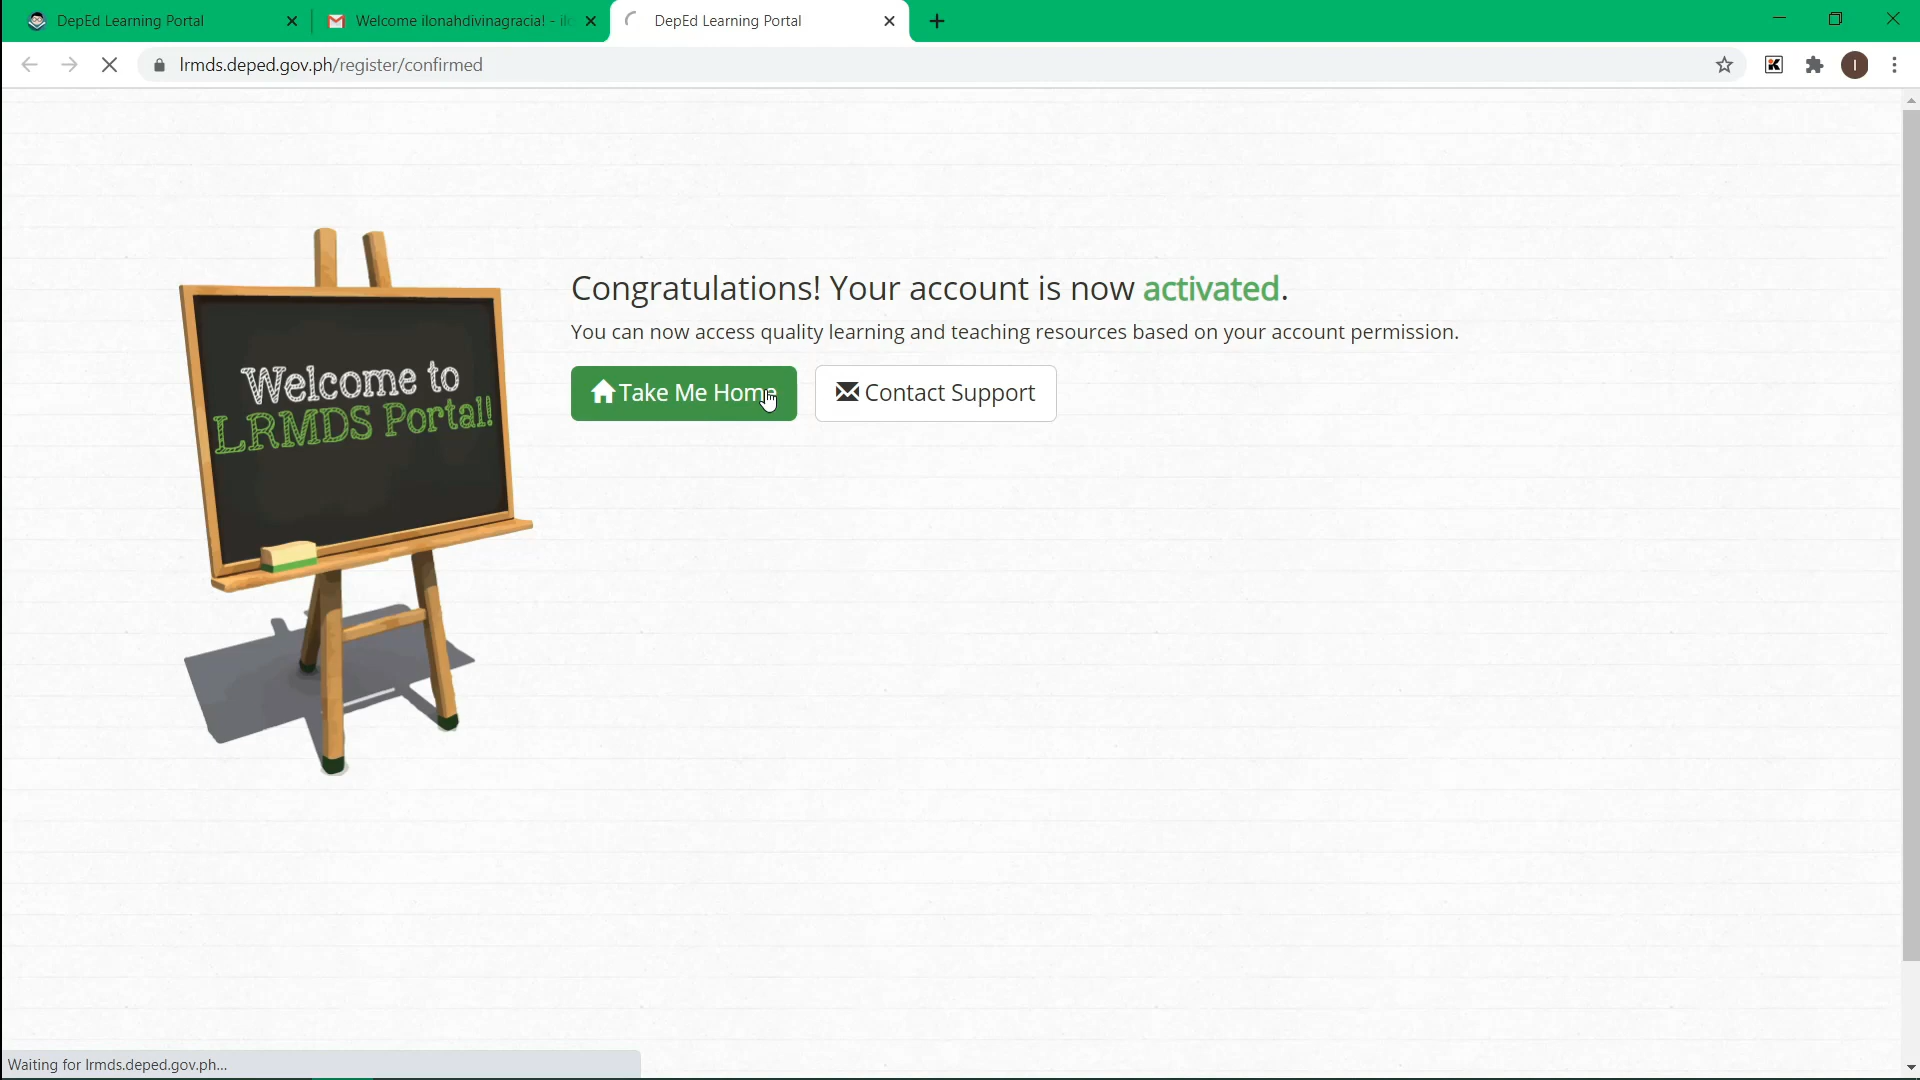 DepEd Learning Portal
Welcome ilonahdivinagracia! - il
DepEd Learning Portal
lrmds.deped.gov.ph/register/confirmed
I
Congratulations! Your account is now activated.
You can now access quality learning and teaching resources based on your account permission.
Take Me Home
Contact Support
Welcome to
LRMDS Portal!
Waiting for lrmds.deped.gov.ph...